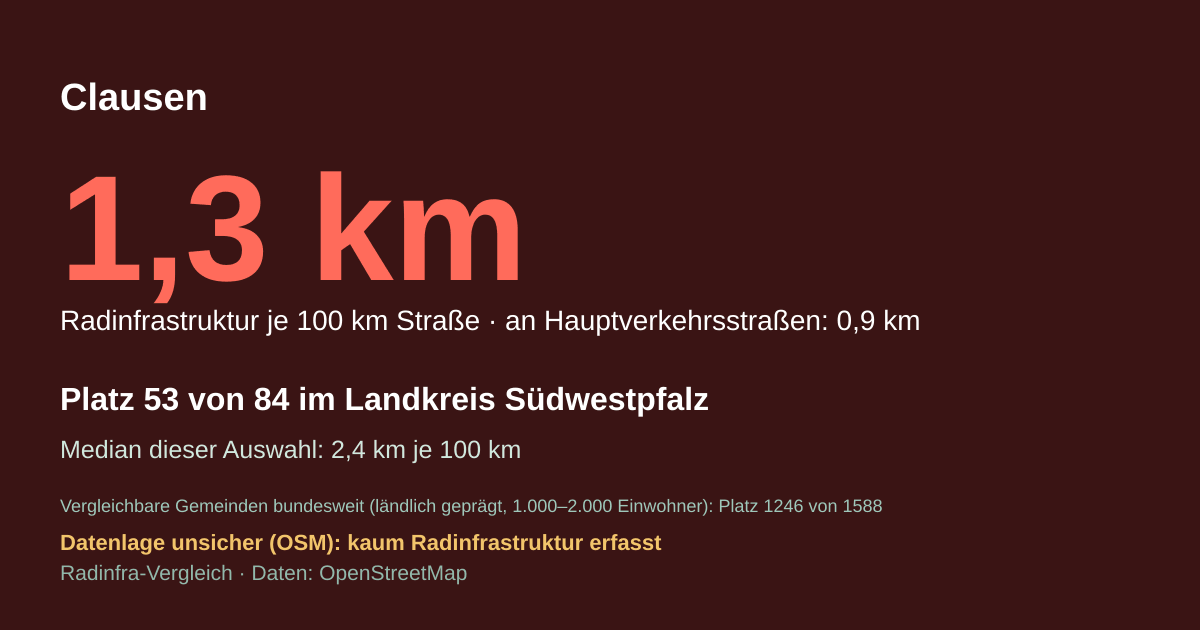 Clausen
1,3 km
Radinfrastruktur je 100 km Straße · an Hauptverkehrsstraßen: 0,9 km
Platz 53 von 84 im Landkreis Südwestpfalz
Median dieser Auswahl: 2,4 km je 100 km
Vergleichbare Gemeinden bundesweit (ländlich geprägt, 1.000–2.000 Einwohner): Platz 1246 von 1588
Datenlage unsicher (OSM): kaum Radinfrastruktur erfasst
Radinfra-Vergleich · Daten: OpenStreetMap